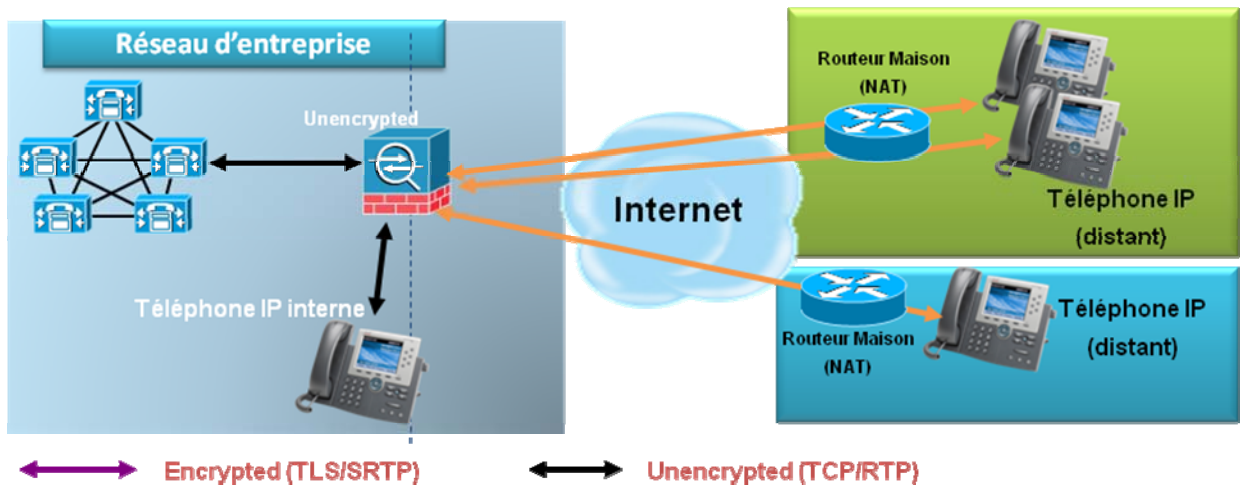 Réseau d'entreprise
Unencrypted
Téléphone IP interne
Internet
Routeur Maison
(NAT)
Téléphone IP
(distant)
Routeur Maison
(NAT)
Téléphone IP
(distant)
Encrypted (TLS/SRTP)
Unencrypted (TCP/RTP)